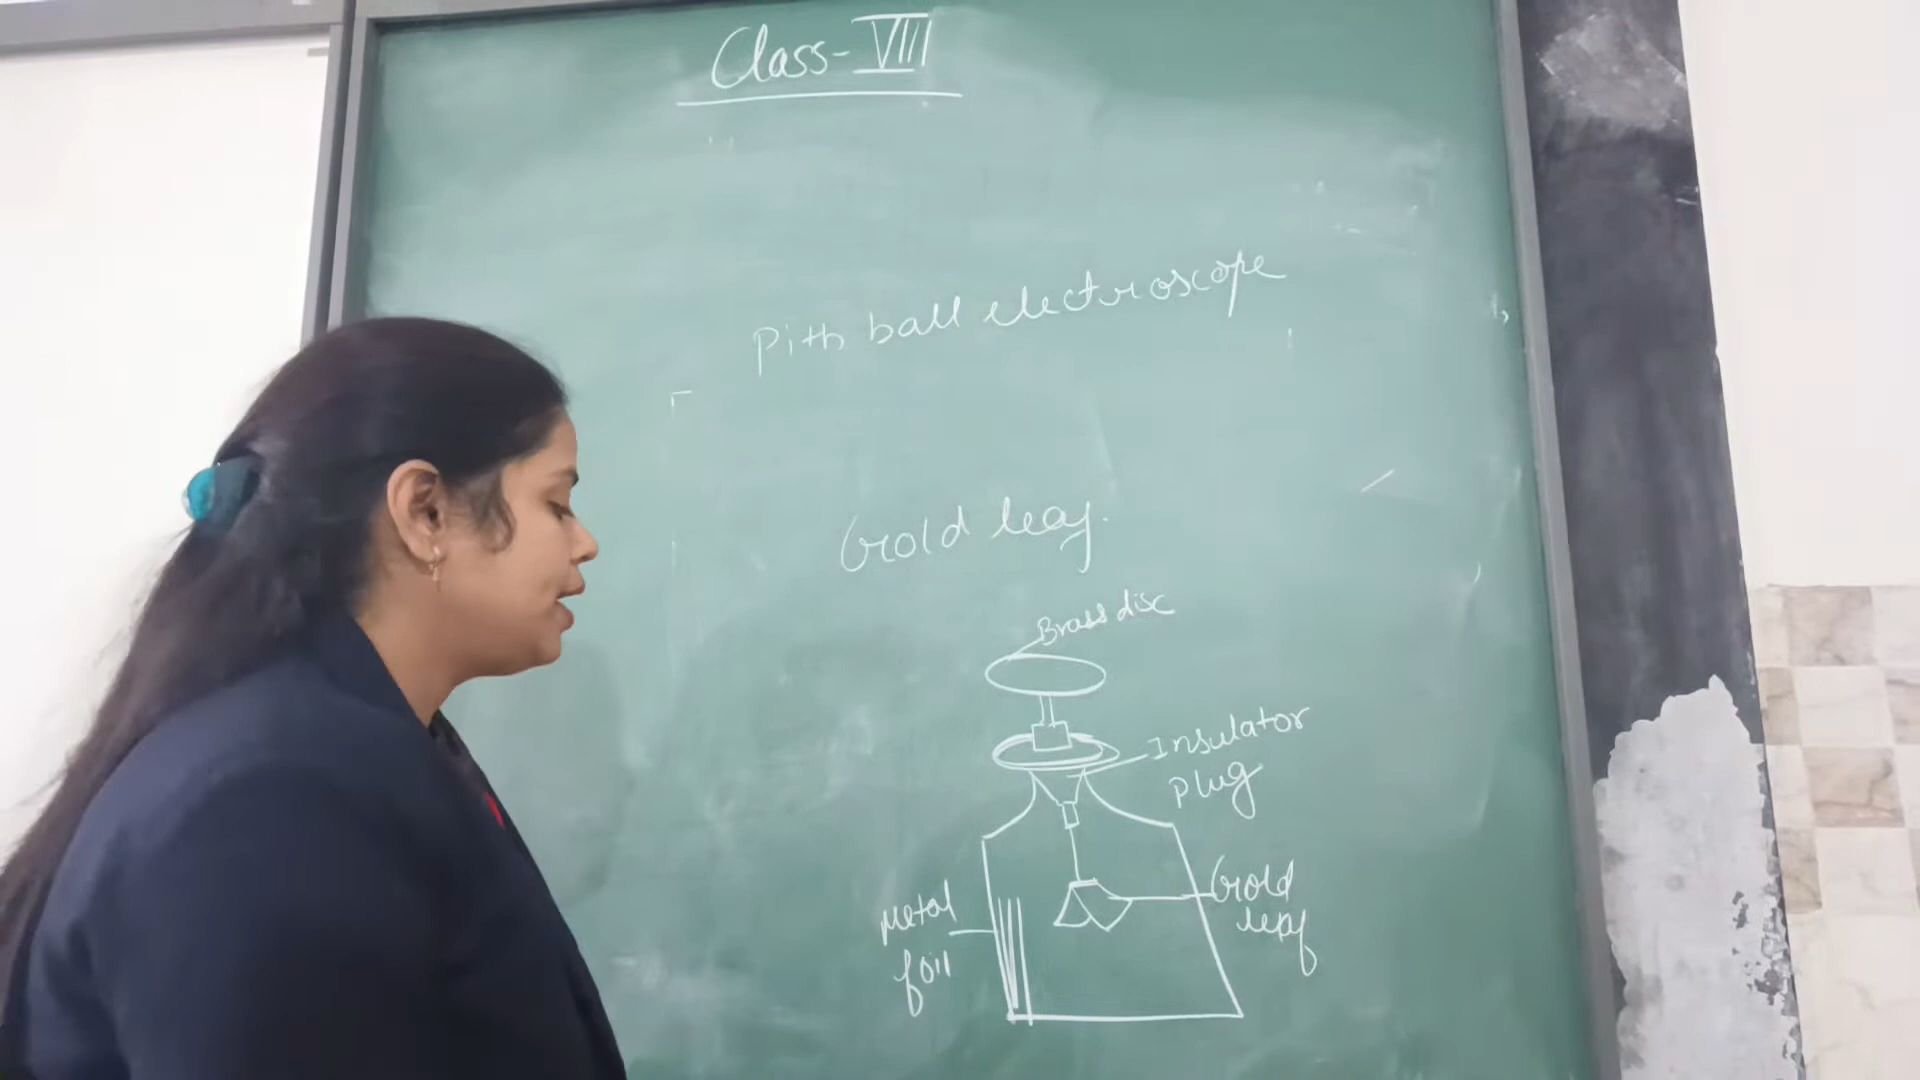 Class-VIII
Pith ball electroscope
Gold leaf.
Brass disc
Insulator
Plug
Gold
leaf
Metal
foil